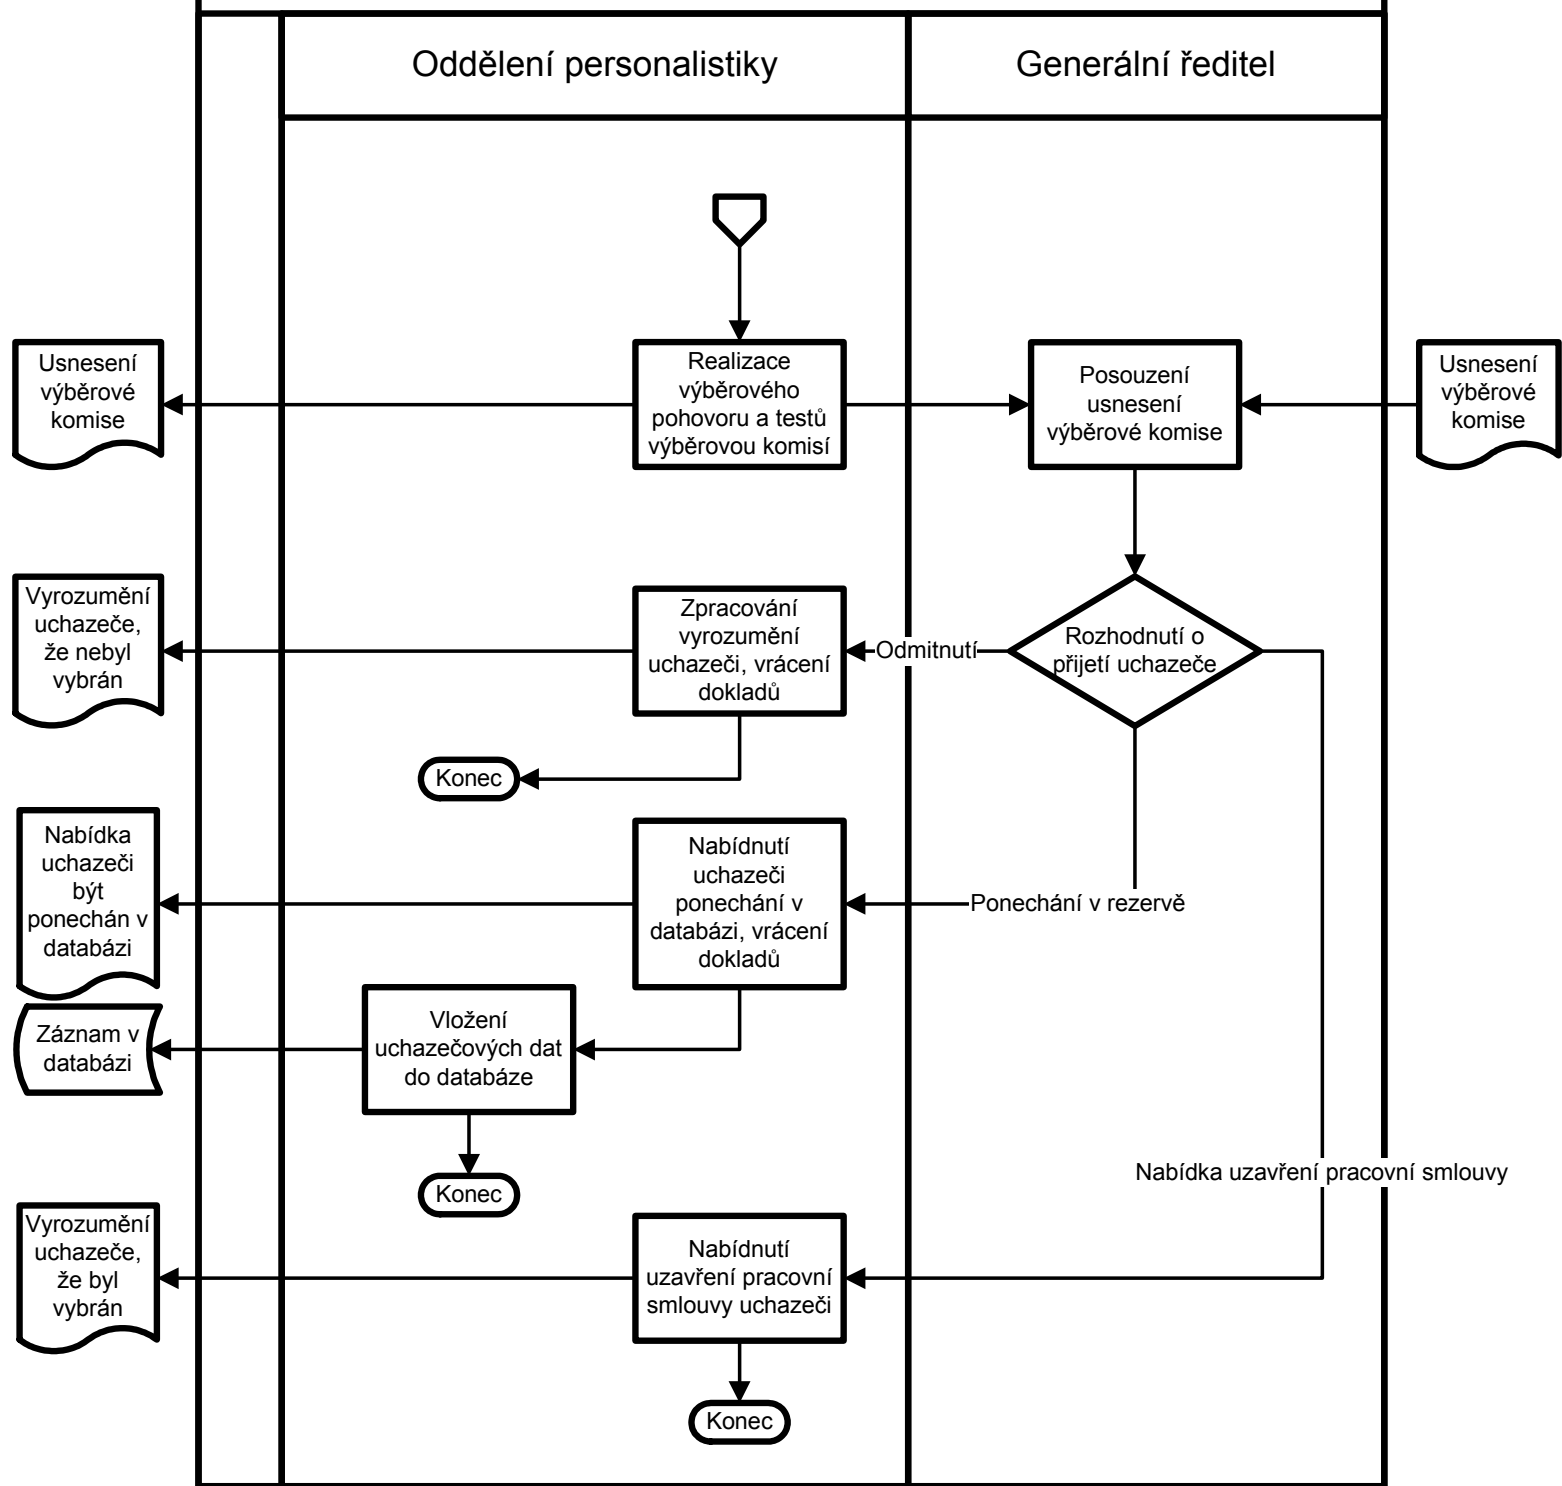 Oddělení personalistiky
Generální ředitel
Usnesení
výběrové
komise
Realizace
výběrového
pohovoru a testů
výběrovou komisí
Posouzení
usnesení
výběrové komise
Usnesení
výběrové
komise
Vyrozumění
uchazeče,
že nebyl
vybrán
Zpracování
vyrozumění
uchazeči, vrácení
dokladů
Odmitnutí
Rozhodnutí o
přijetí uchazeče
Konec
Nabídka
uchazeči
být
ponechán v
databázi
Nabídnutí
uchazeči
ponechání v
databázi, vrácení
dokladů
Ponechání v rezervě
Záznam v
databázi
Vložení
uchazečových dat
do databáze
Konec
Nabídka uzavření pracovní smlouvy
Vyrozumění
uchazeče,
že byl
vybrán
Nabídnutí
uzavření pracovní
smlouvy uchazeči
Konec